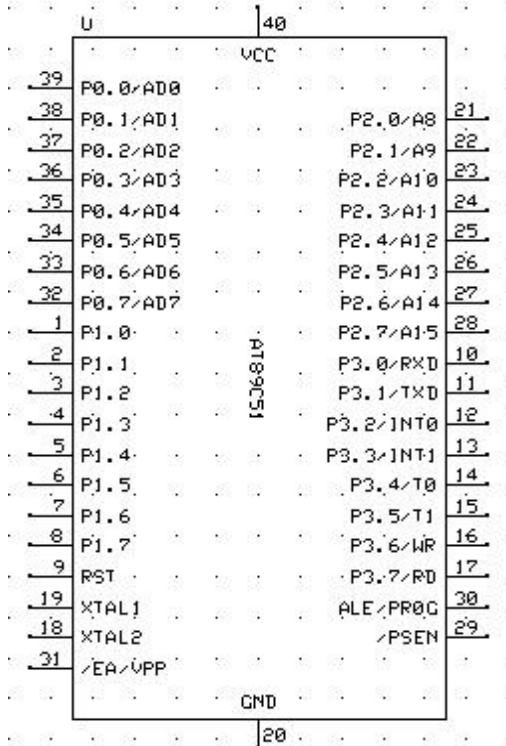 U 40
VCC
39 P0.0/AD0
38 P0.1/AD1 P2.0/A8 21
37 P0.2/AD2 P2.1/A9 22
36 P0.3/AD3 P2.2/A10 23
35 P0.4/AD4 P2.3/A11 24
34 P0.5/AD5 P2.4/A12 25
33 P0.6/AD6 P2.5/A13 26
32 P0.7/AD7 P2.6/A14 27
1 P1.0 P2.7/A15 28
2 P1.1 P3.0/RXD 10
3 P1.2 P3.1/TXD 11
4 P1.3 P3.2/INT0 12
5 P1.4 P3.3/INT1 13
6 P1.5 P3.4/T0 14
7 P1.6 P3.5/T1 15
8 P1.7 P3.6/WR 16
9 RST P3.7/RD 17
19 XTAL1 ALE/PROG 30
18 XTAL2 /PSEN 29
31 /EA/VPP
AT89C51
GND
20